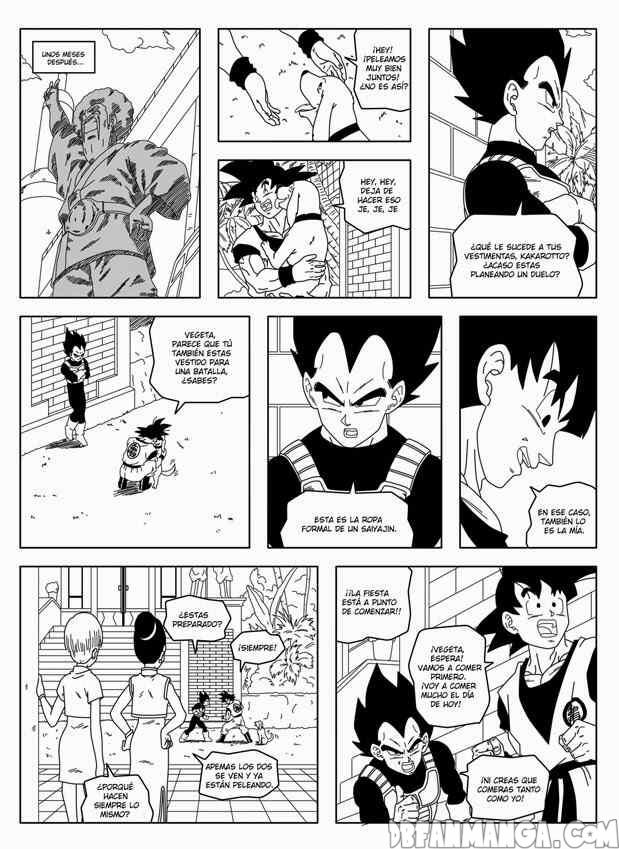 UNOS MESES
DESPUÉS...
¡HEY!
¡PELEAMOS
MUY BIEN
JUNTOS!
¿NO ES ASÍ?
HEY, HEY,
DEJA DE
HACER ESO
JE, JE, JE
¿QUÉ LE SUCEDE A TUS
VESTIMENTAS, KAKAROTTO?
¿ACASO ESTAS
PLANEANDO UN DUELO?
VEGETA,
PARECE QUE TÚ
TAMBIÉN ESTAS
VESTIDO PARA
UNA BATALLA,
¿SABES?
ESTA ES LA ROPA
FORMAL DE UN SAIYAJIN.
EN ESE CASO,
TAMBIÉN LO
ES LA MÍA.
¿ESTAS
PREPARADO?
¡SIEMPRE!
APEMAS LOS DOS
SE VEN Y YA
ESTÁN PELEANDO.
¿PORQUÉ
HACEN
SIEMPRE LO
MISMO?
¡¡LA FIESTA
ESTÁ A PUNTO
DE COMENZAR!!
¡VEGETA,
ESPERA!
VAMOS A COMER
PRIMERO.
¡VOY A COMER
MUCHO EL DÍA
DE HOY!
¡NI CREAS QUE
COMERAS TANTO
COMO YO!
DBFANMANGA.COM